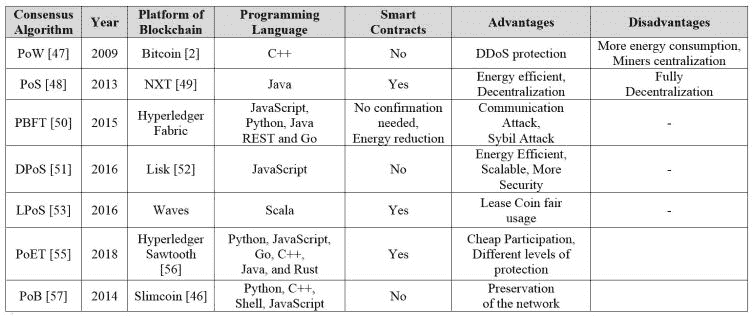 Consensus Algorithm | Year | Platform of Blockchain | Programming Language | Smart Contracts | Advantages | Disadvantages
PoW [47] | 2009 | Bitcoin [2] | C++ | No | DDoS protection | More energy consumption, Miners centralization
PoS [48] | 2013 | NXT [49] | Java | Yes | Energy efficient, Decentralization | Fully Decentralization
PBFT [50] | 2015 | Hyperledger Fabric | JavaScript, Python, Java REST and Go | No confirmation needed, Energy reduction | Communication Attack, Sybil Attack | -
DPoS [51] | 2016 | Lisk [52] | JavaScript | No | Energy Efficient, Scalable, More Security | -
LPoS [53] | 2016 | Waves | Scala | Yes | Lease Coin fair usage | -
PoET [55] | 2018 | Hyperledger Sawtooth [56] | Python, JavaScript, Go, C++, Java, and Rust | Yes | Cheap Participation, Different levels of protection |
PoB [57] | 2014 | Slimcoin [46] | Python, C++, Shell, JavaScript | No | Preservation of the network |